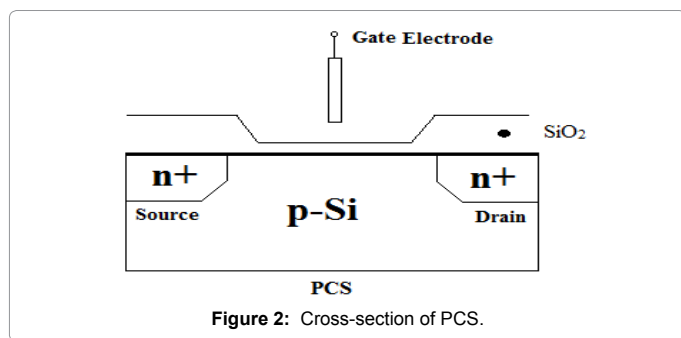 Gate Electrode
SiO₂
n+
n+
Source
p-Si
Drain
PCS
Figure 2: Cross-section of PCS.